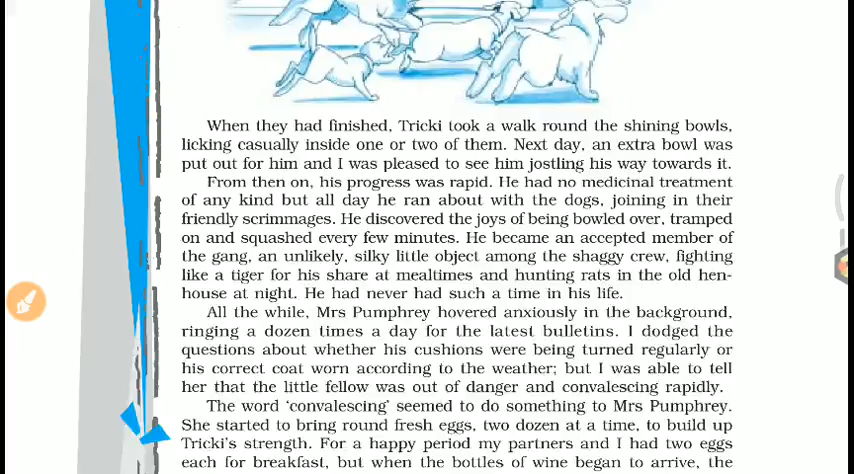 When they had finished, Tricki took a walk round the shining bowls,
licking casually inside one or two of them. Next day, an extra bowl was
put out for him and I was pleased to see him jostling his way towards it.
From then on, his progress was rapid. He had no medicinal treatment
of any kind but all day he ran about with the dogs, joining in their
friendly scrimmages. He discovered the joys of being bowled over, tramped
on and squashed every few minutes. He became an accepted member of
the gang, an unlikely, silky little object among the shaggy crew, fighting
like a tiger for his share at mealtimes and hunting rats in the old hen-
house at night. He had never had such a time in his life.
All the while, Mrs Pumphrey hovered anxiously in the background,
ringing a dozen times a day for the latest bulletins. I dodged the
questions about whether his cushions were being turned regularly or
his correct coat worn according to the weather; but I was able to tell
her that the little fellow was out of danger and convalescing rapidly.
The word ‘convalescing’ seemed to do something to Mrs Pumphrey.
She started to bring round fresh eggs, two dozen at a time, to build up
Tricki's strength. For a happy period my partners and I had two eggs
each for breakfast, but when the bottles of wine began to arrive, the